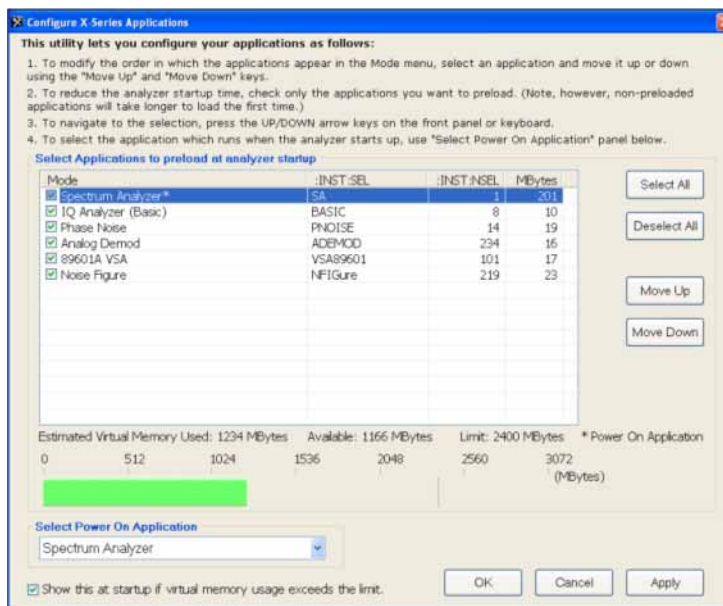 Configure X-Series Applications
This utility lets you configure your applications as follows:
1. To modify the order in which the applications appear in the Mode menu, select an application and move it up or down
using the "Move Up" and "Move Down" keys.
2. To reduce the analyzer startup time, check only the applications you want to preload. (Note, however, non-preloaded
applications will take longer to load the first time.)
3. To navigate to the selection, press the UP/DOWN arrow keys on the front panel or keyboard.
4. To select the application which runs when the analyzer starts up, use "Select Power On Application" panel below.
Select Applications to preload at analyzer startup
Mode :INST:SEL :INST:NSEL MBytes
Spectrum Analyzer* SA 1 201
IQ Analyzer (Basic) BASIC 8 10
Phase Noise PNOISE 14 19
Analog Demod ADEMOD 234 16
89601A VSA VSA89601 101 17
Noise Figure NFIGure 219 23
Select All
Deselect All
Move Up
Move Down
Estimated Virtual Memory Used: 1234 MBytes Available: 1166 MBytes Limit: 2400 MBytes * Power On Application
0 512 1024 1536 2048 2560 3072
(MBytes)
Select Power On Application
Spectrum Analyzer
Show this at startup if virtual memory usage exceeds the limit.
OK Cancel Apply